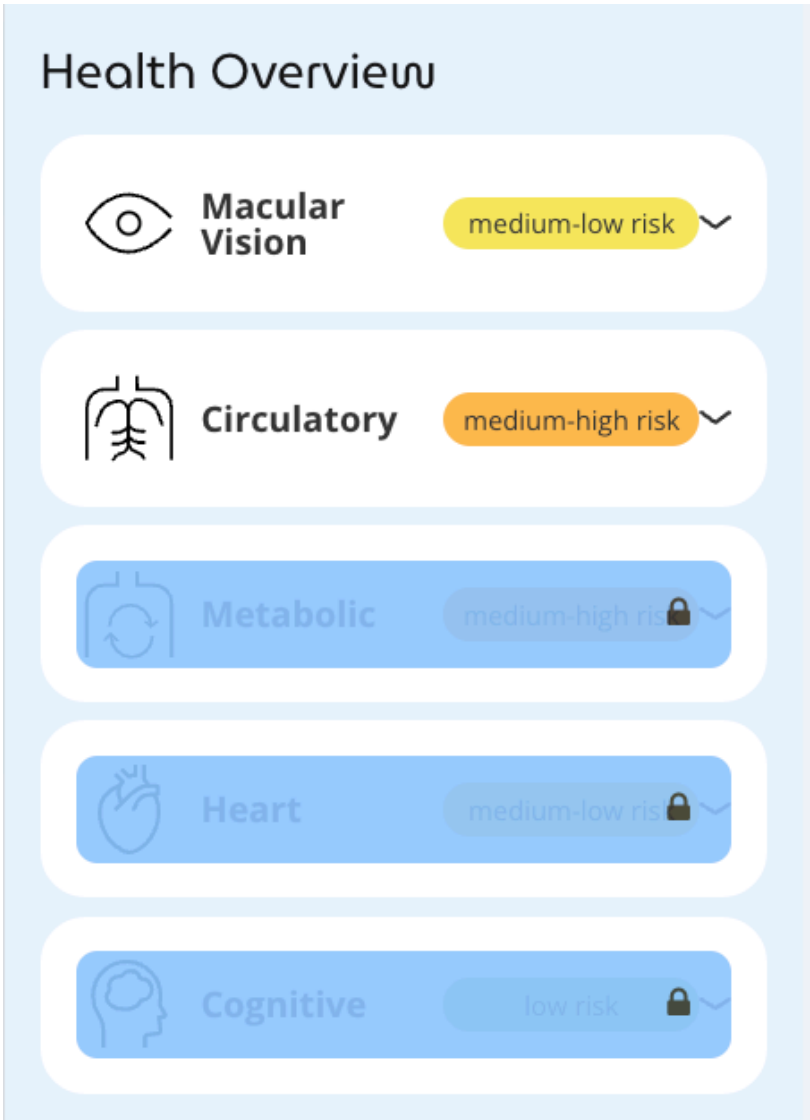 Health Overview
Macular
Vision
medium-low risk
Circulatory
medium-high risk
Metabolic
medium-high risk
Heart
medium-low risk
Cognitive
low risk